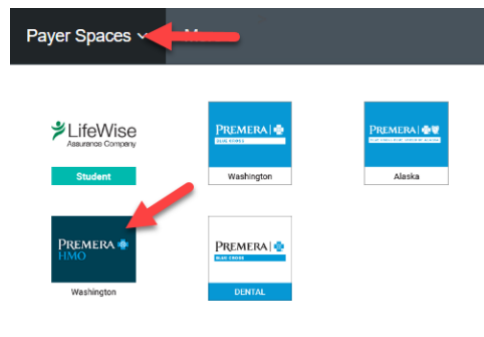 Payer Spaces
LifeWise
Assurance Company
Student
PREMERA
BLUE CROSS
Washington
PREMERA
Alaska
PREMERA
HMO
Washington
PREMERA
BLUE CROSS
DENTAL